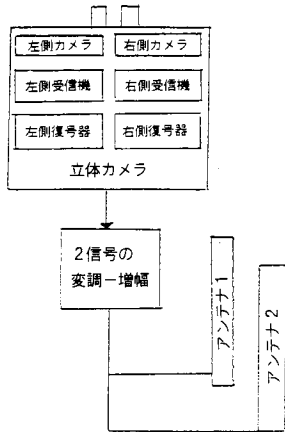 左側カメラ 右側カメラ
左側受信機 右側受信機
左側復号器 右側復号器
立体カメラ
2信号の
変調ー増幅
アンテナ1
アンテナ2